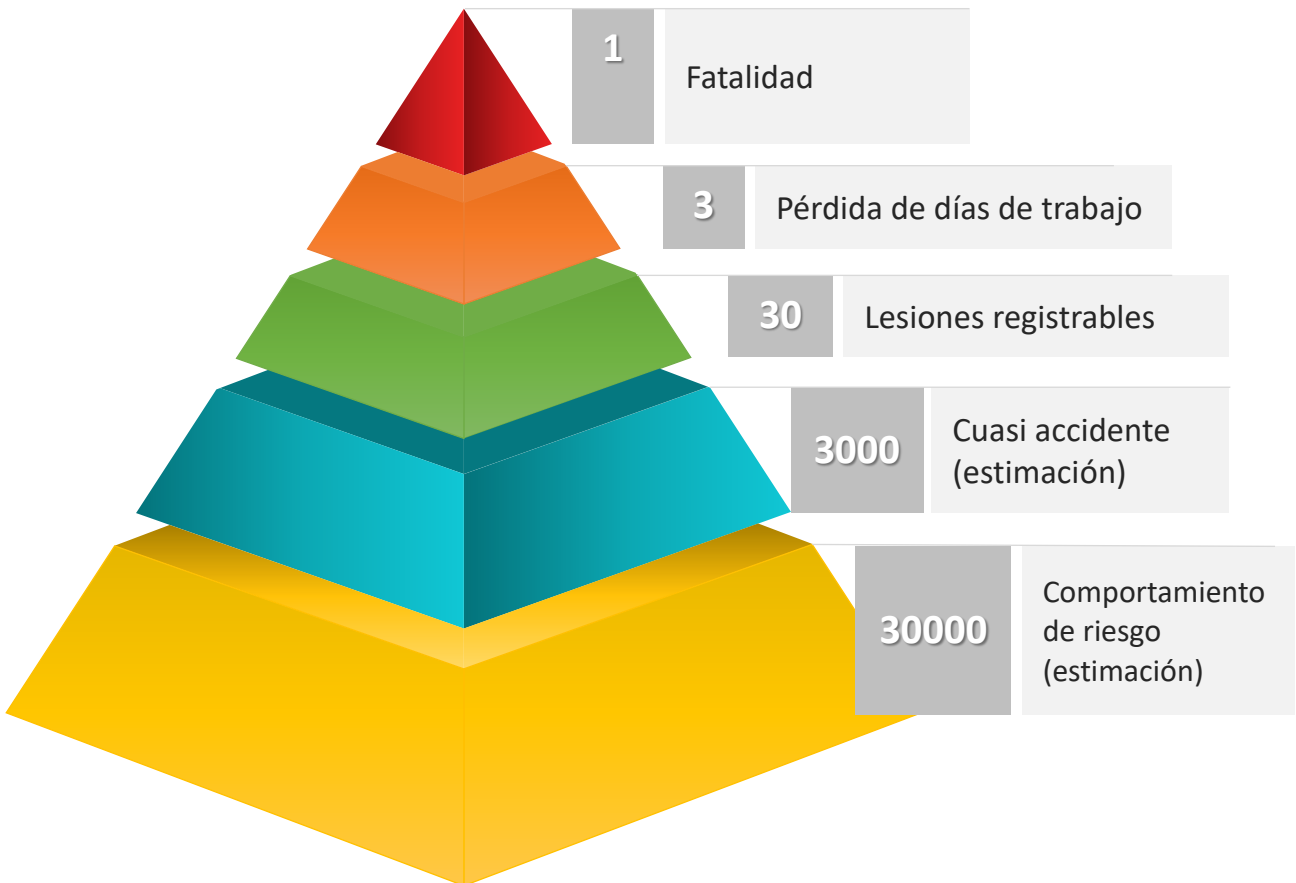 1
Fatalidad
3
Pérdida de días de trabajo
30
Lesiones registrables
3000
Cuasi accidente
(estimación)
30000
Comportamiento
de riesgo
(estimación)